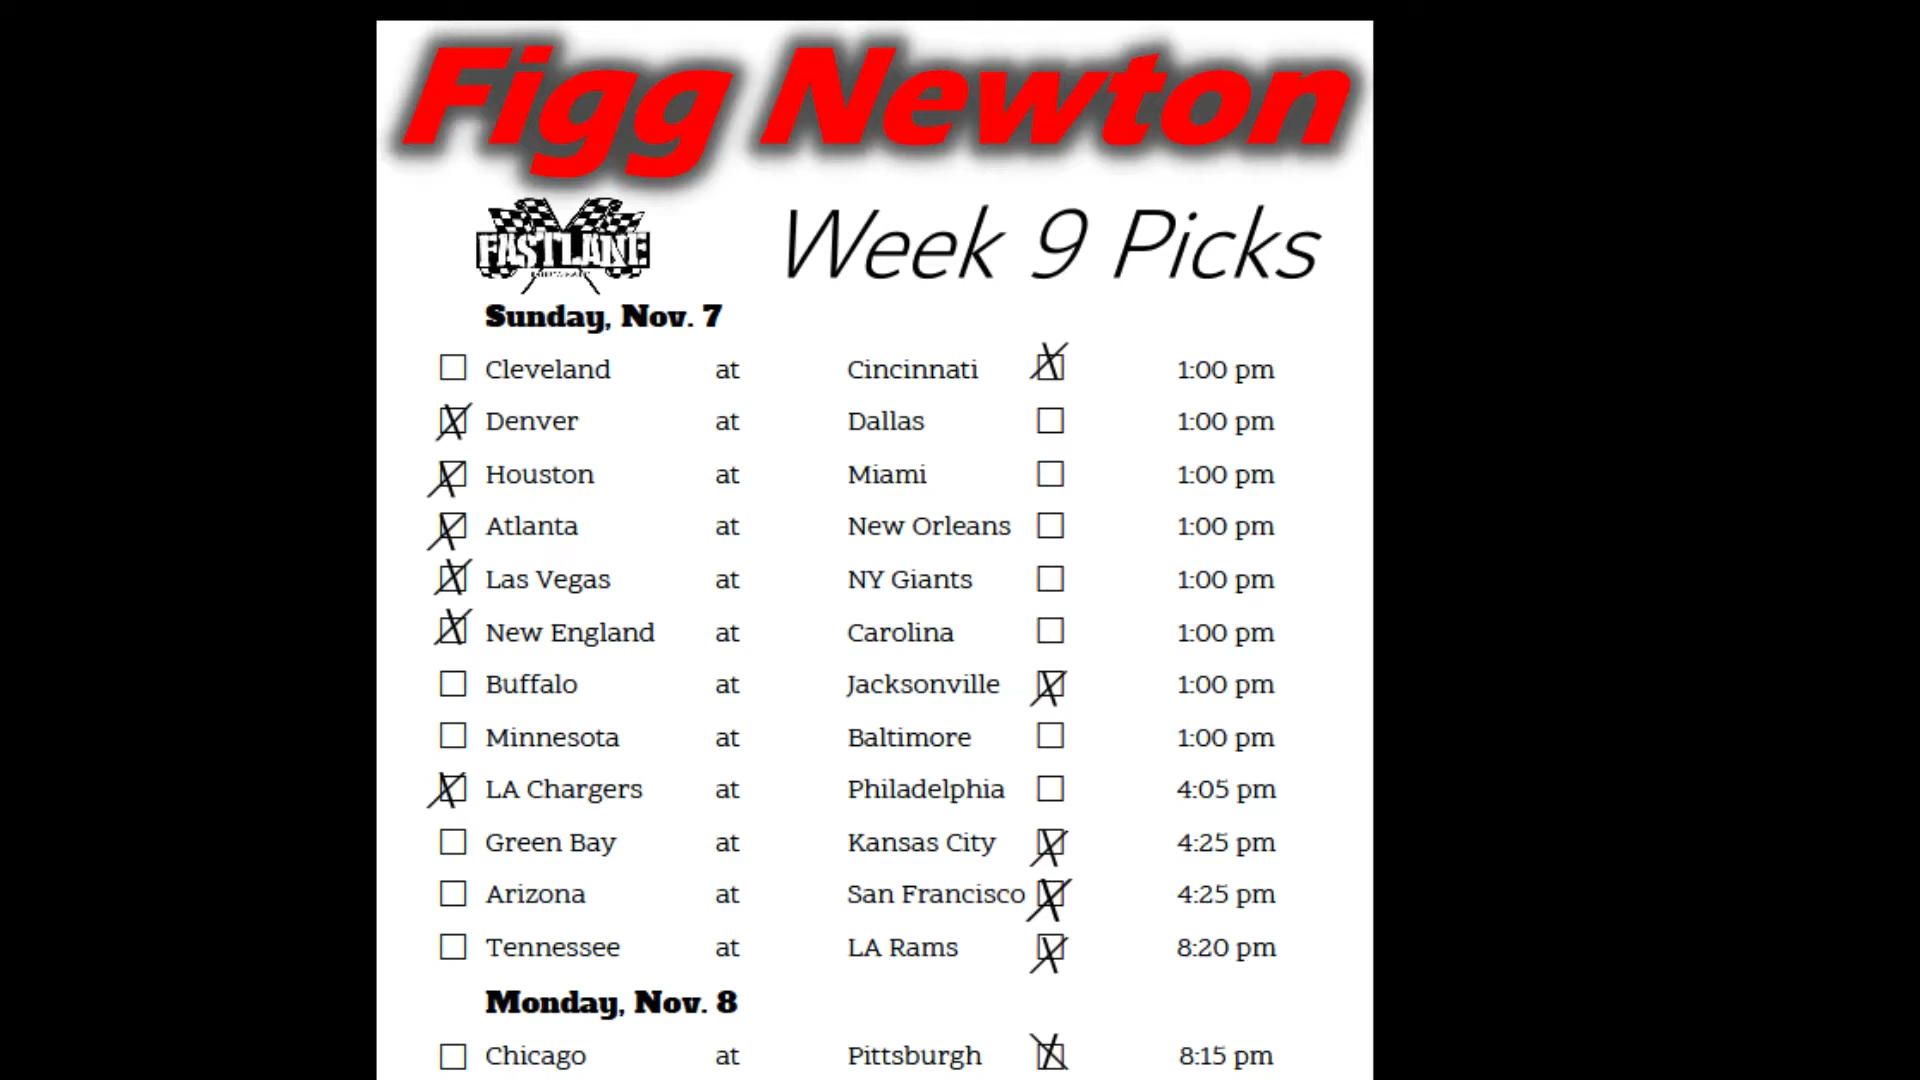 Figg Newton
FASTLANE
Week 9 Picks
Sunday, Nov. 7
Cleveland at Cincinnati X 1:00 pm
X Denver at Dallas 1:00 pm
X Houston at Miami 1:00 pm
X Atlanta at New Orleans 1:00 pm
X Las Vegas at NY Giants 1:00 pm
X New England at Carolina 1:00 pm
Buffalo at Jacksonville X 1:00 pm
Minnesota at Baltimore 1:00 pm
X LA Chargers at Philadelphia 4:05 pm
Green Bay at Kansas City X 4:25 pm
Arizona at San Francisco X 4:25 pm
Tennessee at LA Rams X 8:20 pm
Monday, Nov. 8
Chicago at Pittsburgh X 8:15 pm